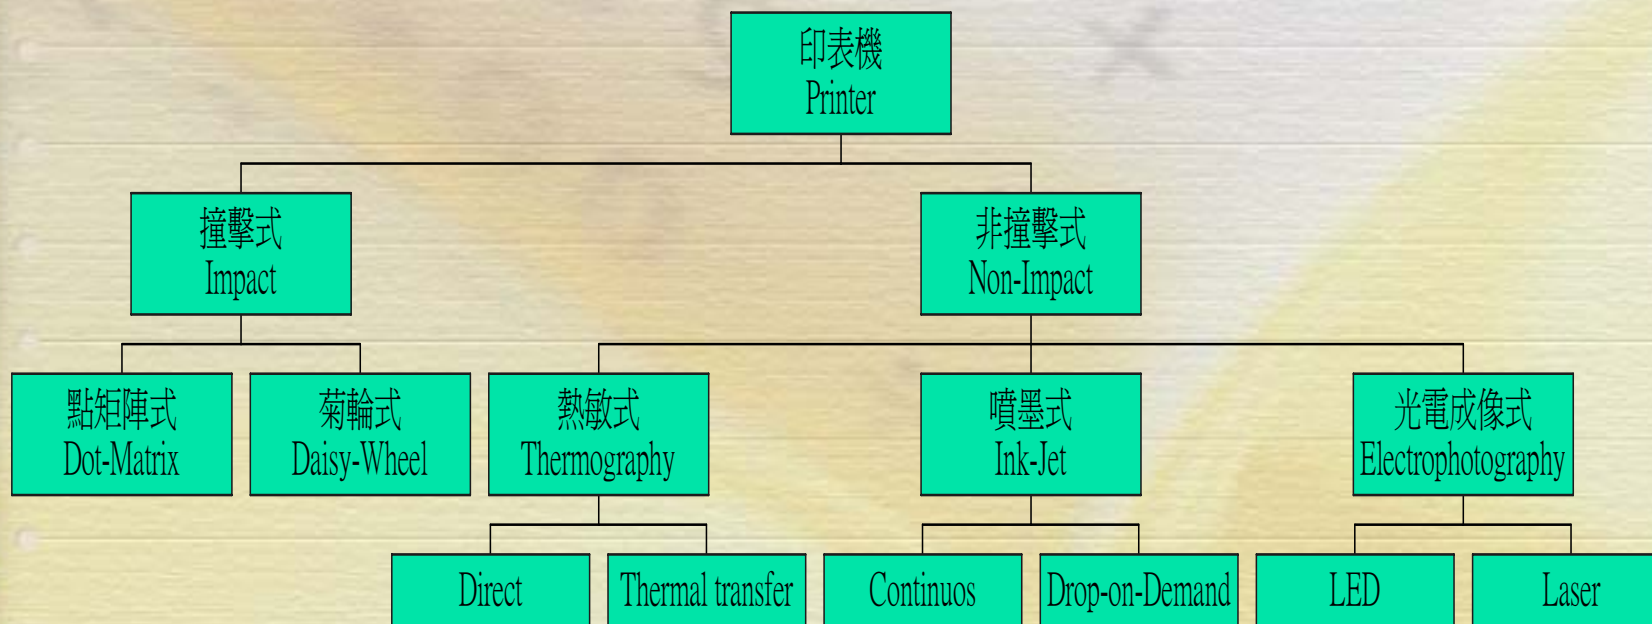 印表機
Printer
撞擊式
Impact
非撞擊式
Non-Impact
點矩陣式
Dot-Matrix
菊輪式
Daisy-Wheel
熱敏式
Thermography
噴墨式
Ink-Jet
光電成像式
Electrophotography
Direct
Thermal transfer
Continuos
Drop-on-Demand
LED
Laser